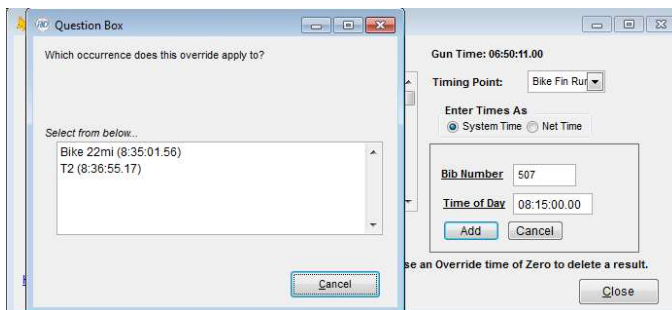 Question Box
Which occurrence does this override apply to?
Select from below...
Bike 22mi (8:35:01.56)
T2 (8:36:55.17)
Cancel
Gun Time: 06:50:11.00
Timing Point: Bike Fin Run
Enter Times As
System Time Net Time
Bib Number 507
Time of Day 08:15:00.00
Add Cancel
se an Override time of Zero to delete a result.
Close